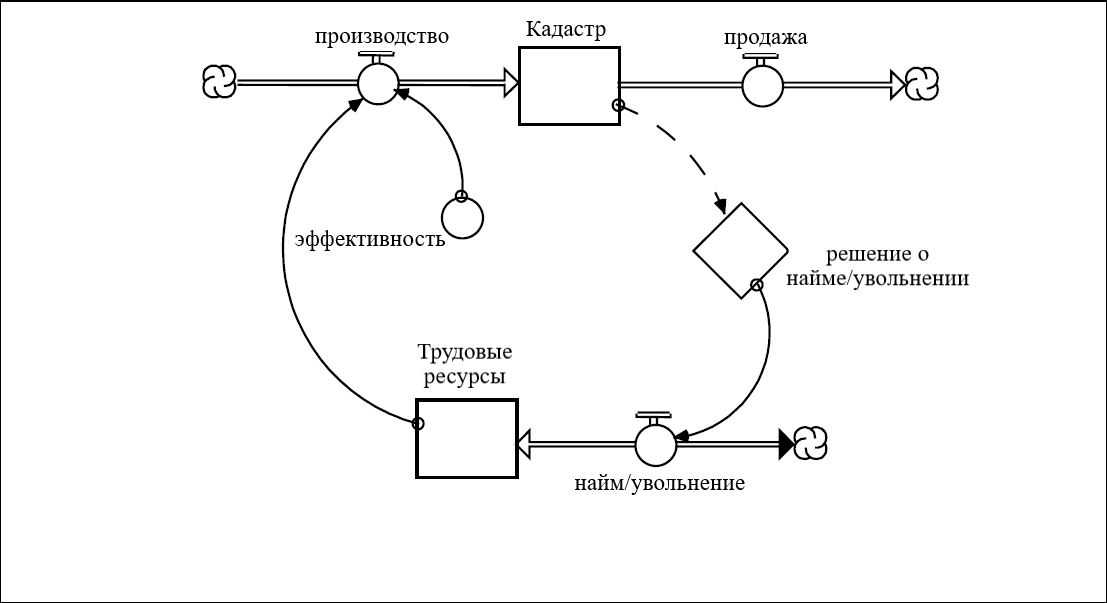 Кадастр
производство
продажа
эффективность
решение о
найме/увольнении
Трудовые
ресурсы
найм/увольнение